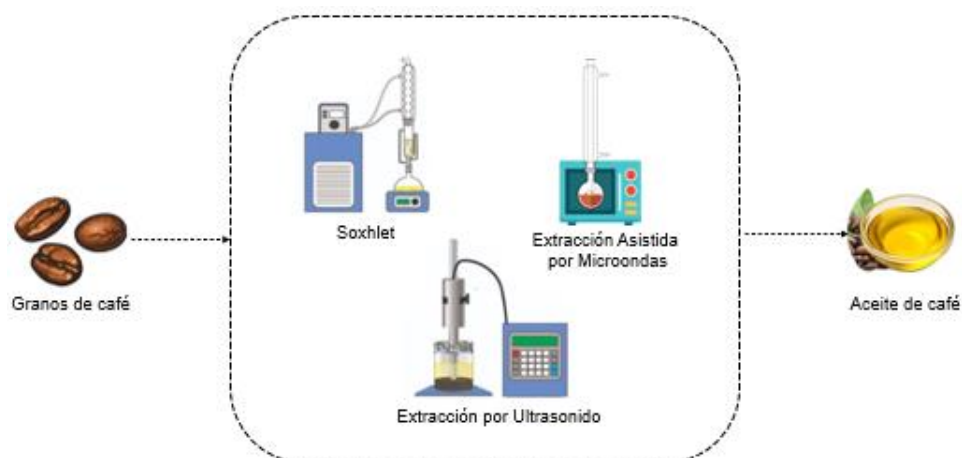 Soxhlet
Extracción Asistida
por Microondas
Granos de café
Aceite de café
Extracción por Ultrasonido